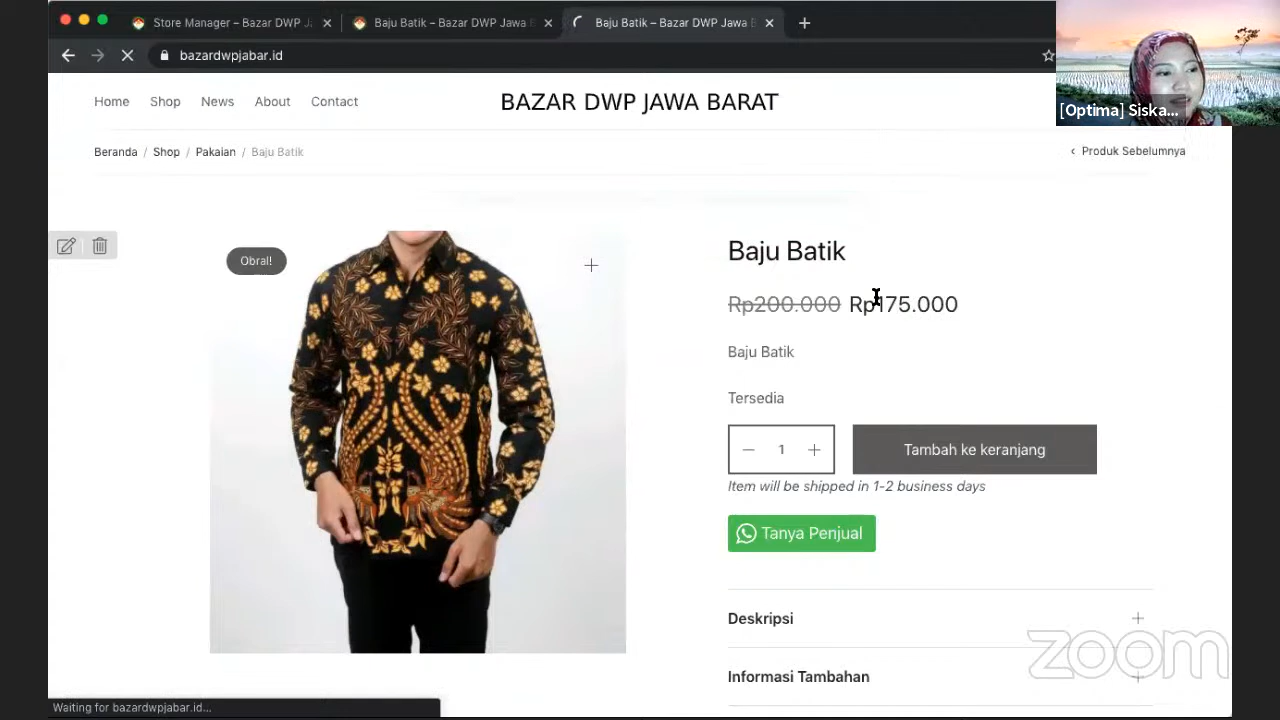 Store Manager – Bazar DWP Ja
Baju Batik – Bazar DWP Jawa B
Baju Batik – Bazar DWP Jawa B
bazardwpjabar.id
[Optima] Siska...
Home
Shop
News
About
Contact
BAZAR DWP JAWA BARAT
Beranda / Shop / Pakaian / Baju Batik
‹ Produk Sebelumnya
Obral!
Baju Batik
Rp200.000 Rp175.000
Baju Batik
Tersedia
− 1 +
Tambah ke keranjang
Item will be shipped in 1-2 business days
Tanya Penjual
Deskripsi +
Informasi Tambahan +
zoom
Waiting for bazardwpjabar.id...